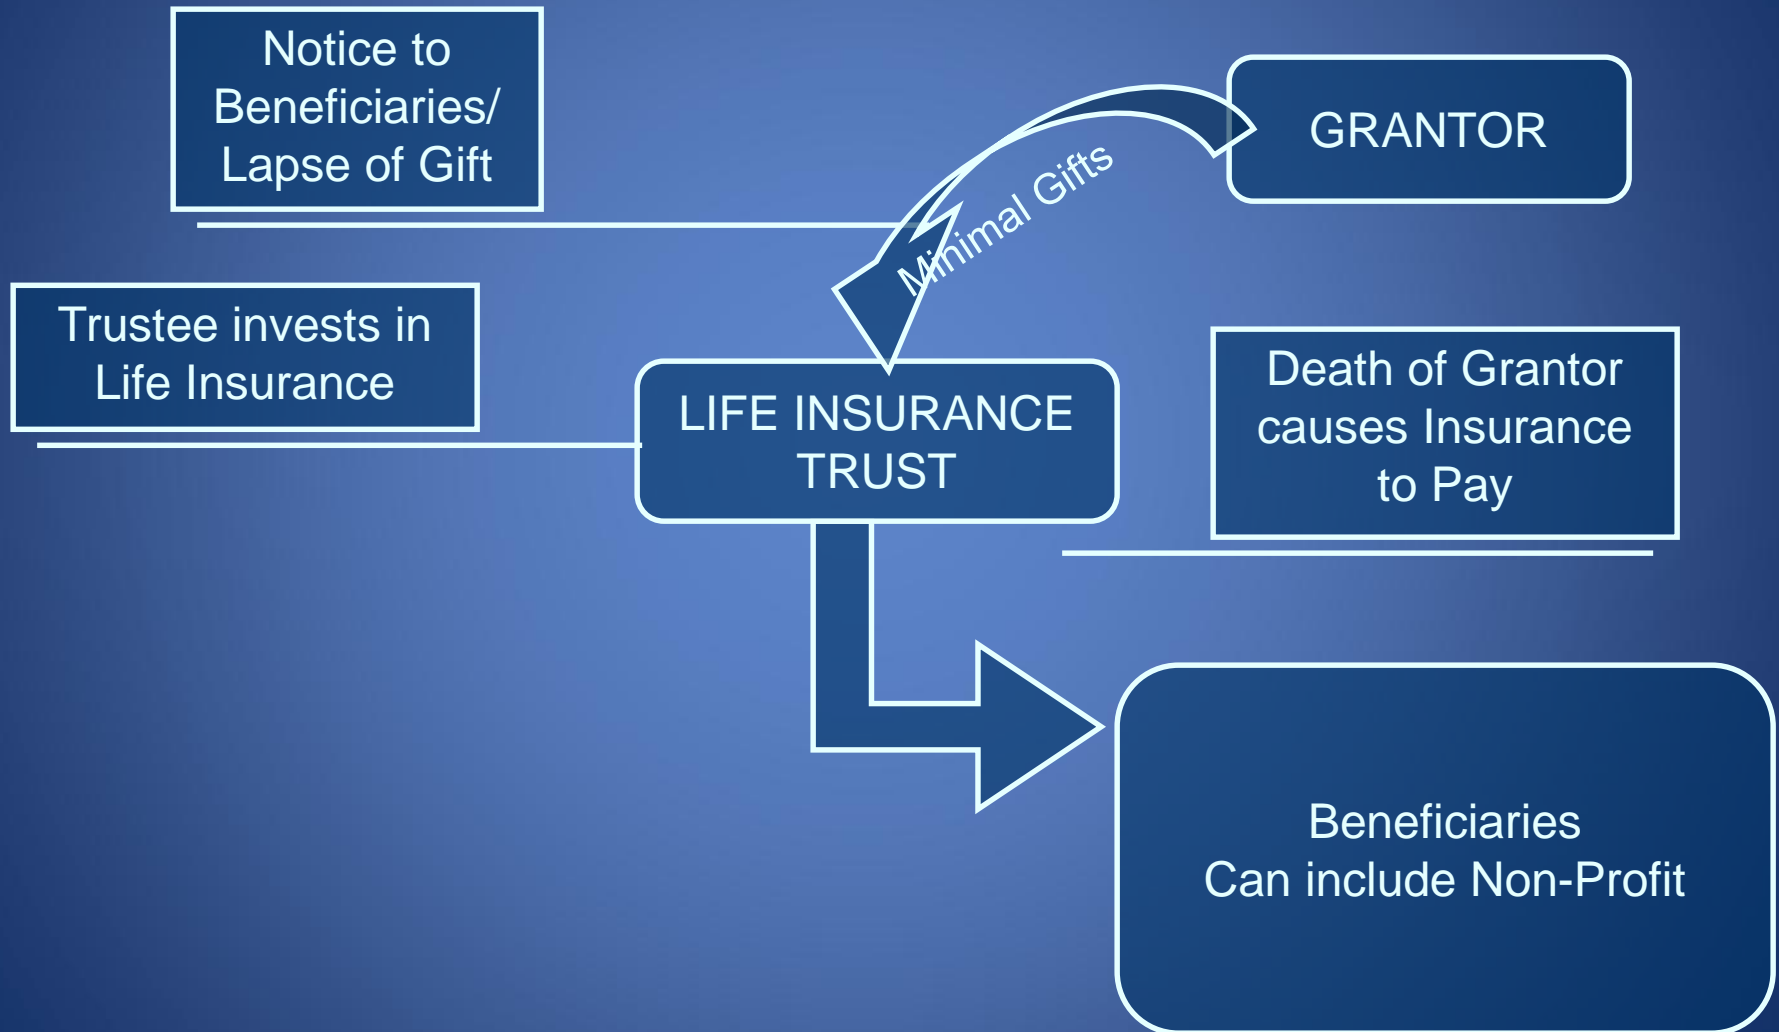 Notice to
Beneficiaries/
Lapse of Gift
GRANTOR
Minimal Gifts
Trustee invests in
Life Insurance
LIFE INSURANCE
TRUST
Death of Grantor
causes Insurance
to Pay
Beneficiaries
Can include Non-Profit